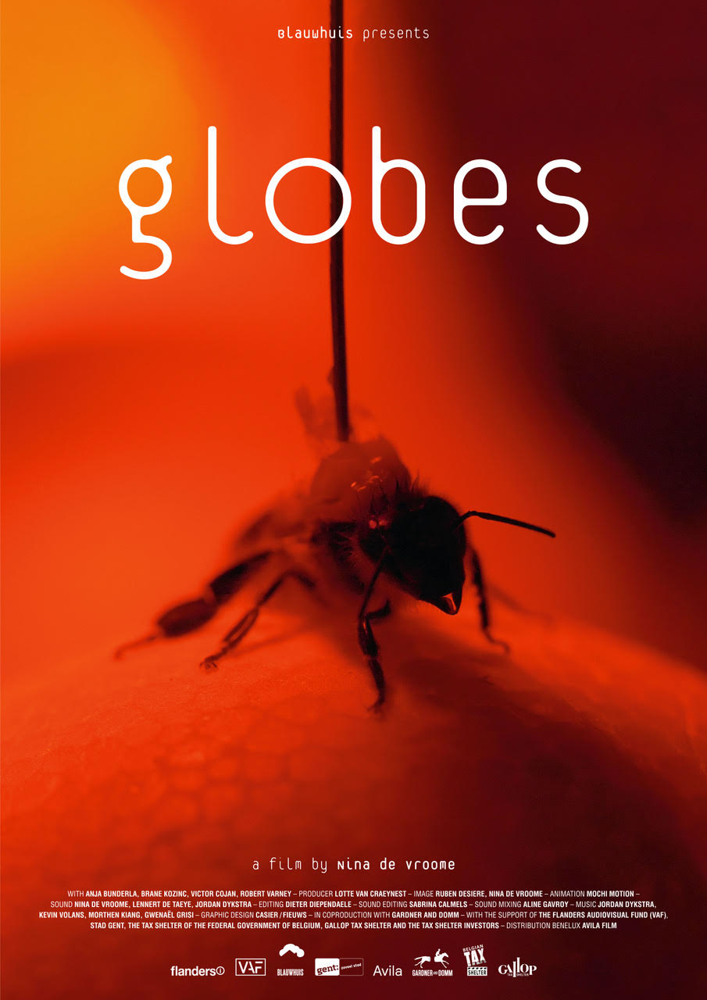 Blauwhuis presents
globes
a film by Nina de Vroome
WITH ANJA BUNDERLA, BRANE KOZINC, VICTOR COJAN, ROBERT VARNEY – PRODUCER LOTTE VAN CRAEYNEST – IMAGE RUBEN DESIERE, NINA DE VROOME – ANIMATION MOCHI MOTION –
SOUND NINA DE VROOME, LENNERT DE TAEYE, JORDAN DYKSTRA – EDITING DIETER DIEPENDAELE – SOUND EDITING SABRINA CALMELS – SOUND MIXING ALINE GAVROY – MUSIC JORDAN DYKSTRA,
KEVIN VOLANS, MORTHEN KIANG, GWENAËL GRISI – GRAPHIC DESIGN CASIER / FIEUWS – IN COPRODUCTION WITH GARDNER AND DOMM – WITH THE SUPPORT OF THE FLANDERS AUDIOVISUAL FUND (VAF),
STAD GENT, THE TAX SHELTER OF THE FEDERAL GOVERNMENT OF BELGIUM, GALLOP TAX SHELTER AND THE TAX SHELTER INVESTORS – DISTRIBUTION BENELUX AVILA FILM
flanders
VAF
BLAUWHUIS
gent: zoveel stad
Avila
GARDNER AND DOMM
BELGIAN TAX SHELTER
GALLOP TAX SHELTER